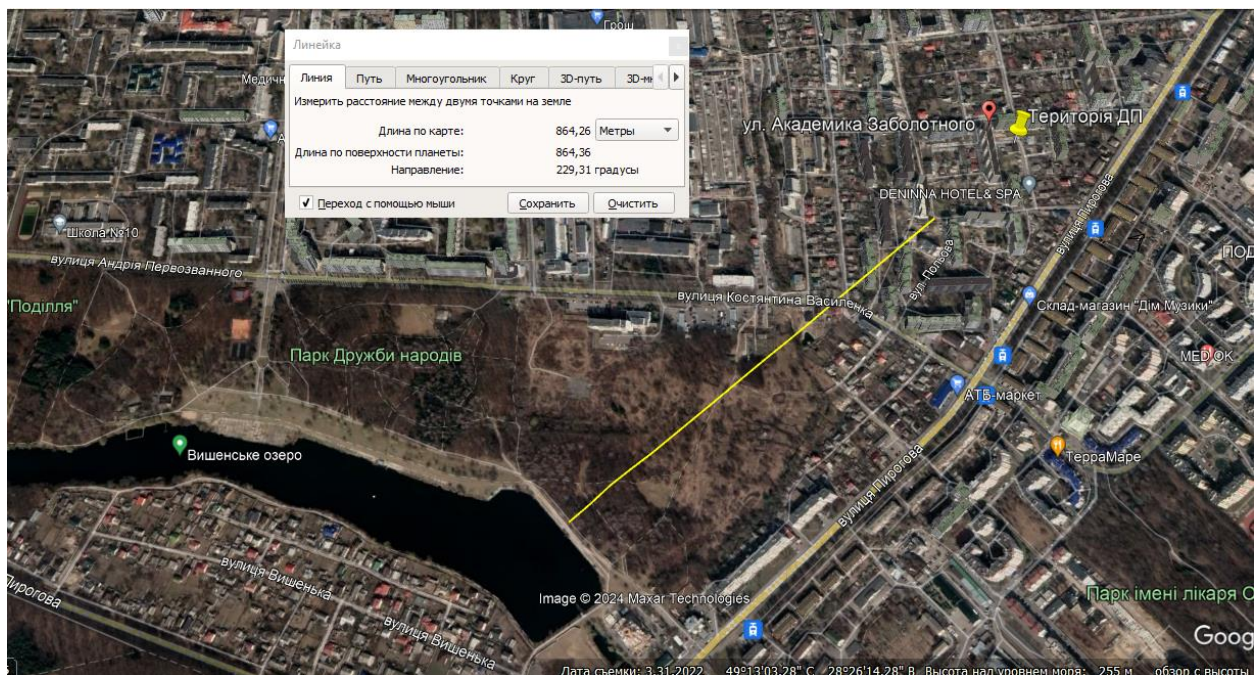 Грош
Линейка
Медичн
Линия Путь Многоугольник Круг 3D-путь
Измерить расстояние между двумя точками на земле
Длина по карте: 864,26 Метры
Длина по поверхности планеты: 864,36
Направление: 229,31 градусы
Переход с помощью мыши Сохранить Очистить
ул. Академика Заболотного
Територія ДП
DENINNA HOTEL & SPA
вулиця Пирогова
Школа №10
вулиця Андрія Первозванного
вул. Польова
ПОД
"Поділля"
вулиця Костянтина Василенка
Склад-магазин "Дім Музики"
Парк Дружби народів
MED OK
АТБ-маркет
Вишенське озеро
ТерраМаре
вулиця Пирогова
вулиця Вишенька
Пирогова
вулиця Вишенька
Image © 2024 Maxar Technologies
Парк імені лікаря О
Goog
Дата съемки: 3.31.2022 49°13'03.28" С 28°26'14.28" В Высота над уровнем моря: 255 м обзор с высоты